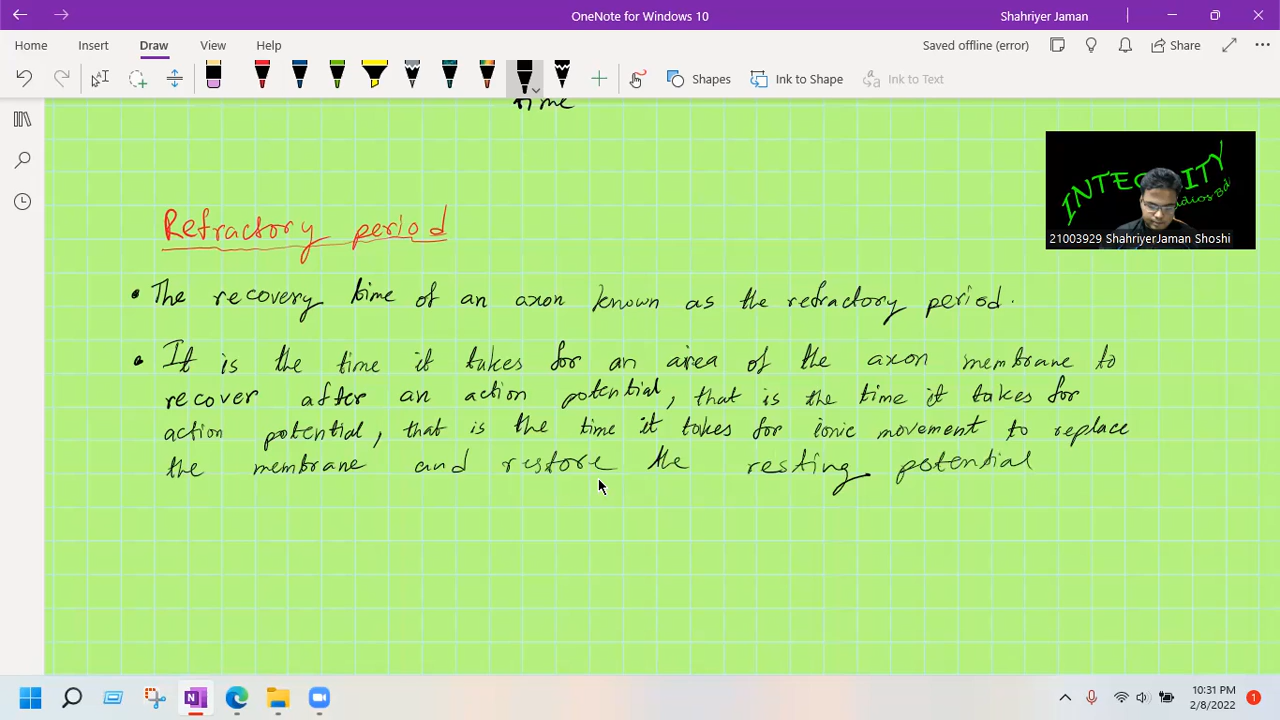 OneNote for Windows 10
Shahriyer Jaman
Home Insert Draw View Help
Saved offline (error)
Share
Shapes
Ink to Shape
Ink to Text
time
INTEGRITY
21003929 ShahriyerJaman Shoshi
Refractory period
• The recovery time of an axon known as the refractory period.
• It is the time it takes for an area of the axon membrane to
recover after an action potential, that is the time it takes for
action potential, that is the time it takes for ionic movement to replace
the membrane and restore the resting potential
10:31 PM
2/8/2022
1